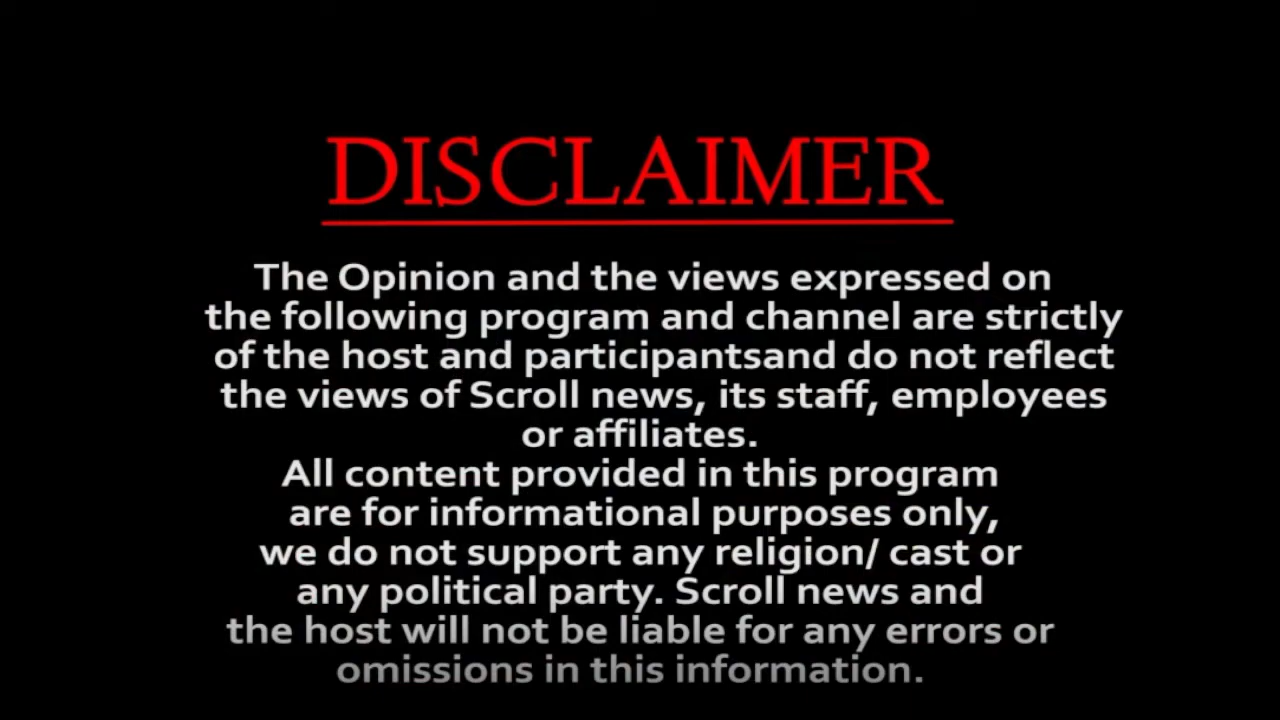 DISCLAIMER
The Opinion and the views expressed on
the following program and channel are strictly
of the host and participantsand do not reflect
the views of Scroll news, its staff, employees
or affiliates.
All content provided in this program
are for informational purposes only,
we do not support any religion/ cast or
any political party. Scroll news and
the host will not be liable for any errors or
omissions in this information.